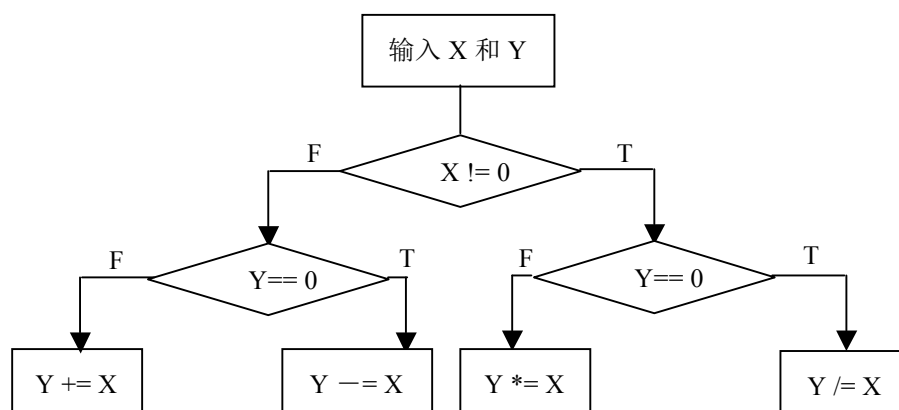 输入 X 和 Y
F
T
X != 0
F
T
F
T
Y== 0
Y== 0
Y += X
Y －= X
Y *= X
Y /= X